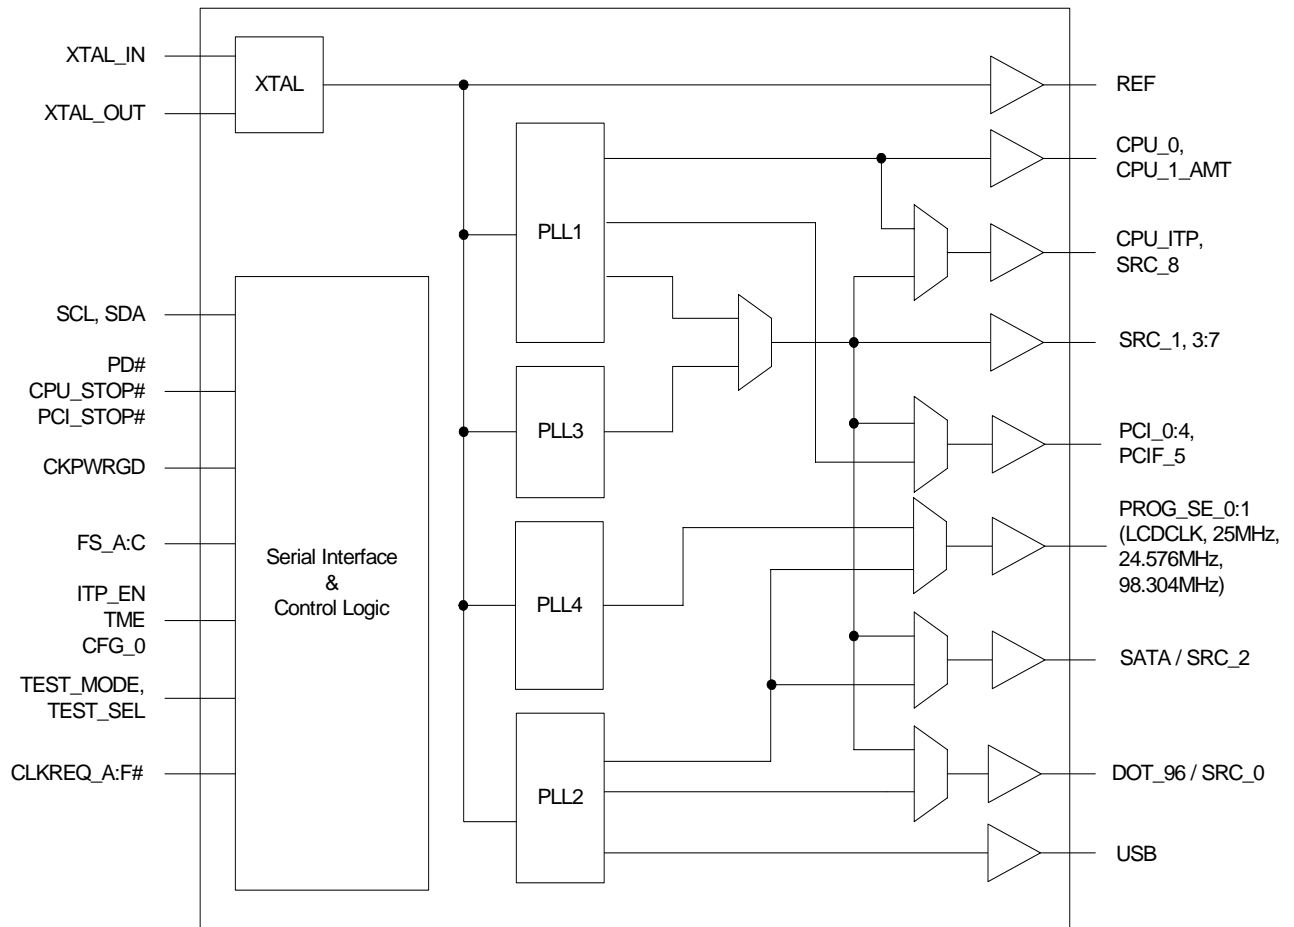 XTAL_IN
XTAL_OUT
XTAL
REF
CPU_0,
CPU_1_AMT
PLL1
CPU_ITP,
SRC_8
SCL, SDA
SRC_1, 3:7
PD#
CPU_STOP#
PCI_STOP#
PLL3
PCI_0:4,
PCIF_5
CKPWRGD
PROG_SE_0:1
(LCDCLK, 25MHz,
24.576MHz,
98.304MHz)
FS_A:C
Serial Interface
&
Control Logic
ITP_EN
TME
CFG_0
PLL4
SATA / SRC_2
TEST_MODE,
TEST_SEL
CLKREQ_A:F#
PLL2
DOT_96 / SRC_0
USB